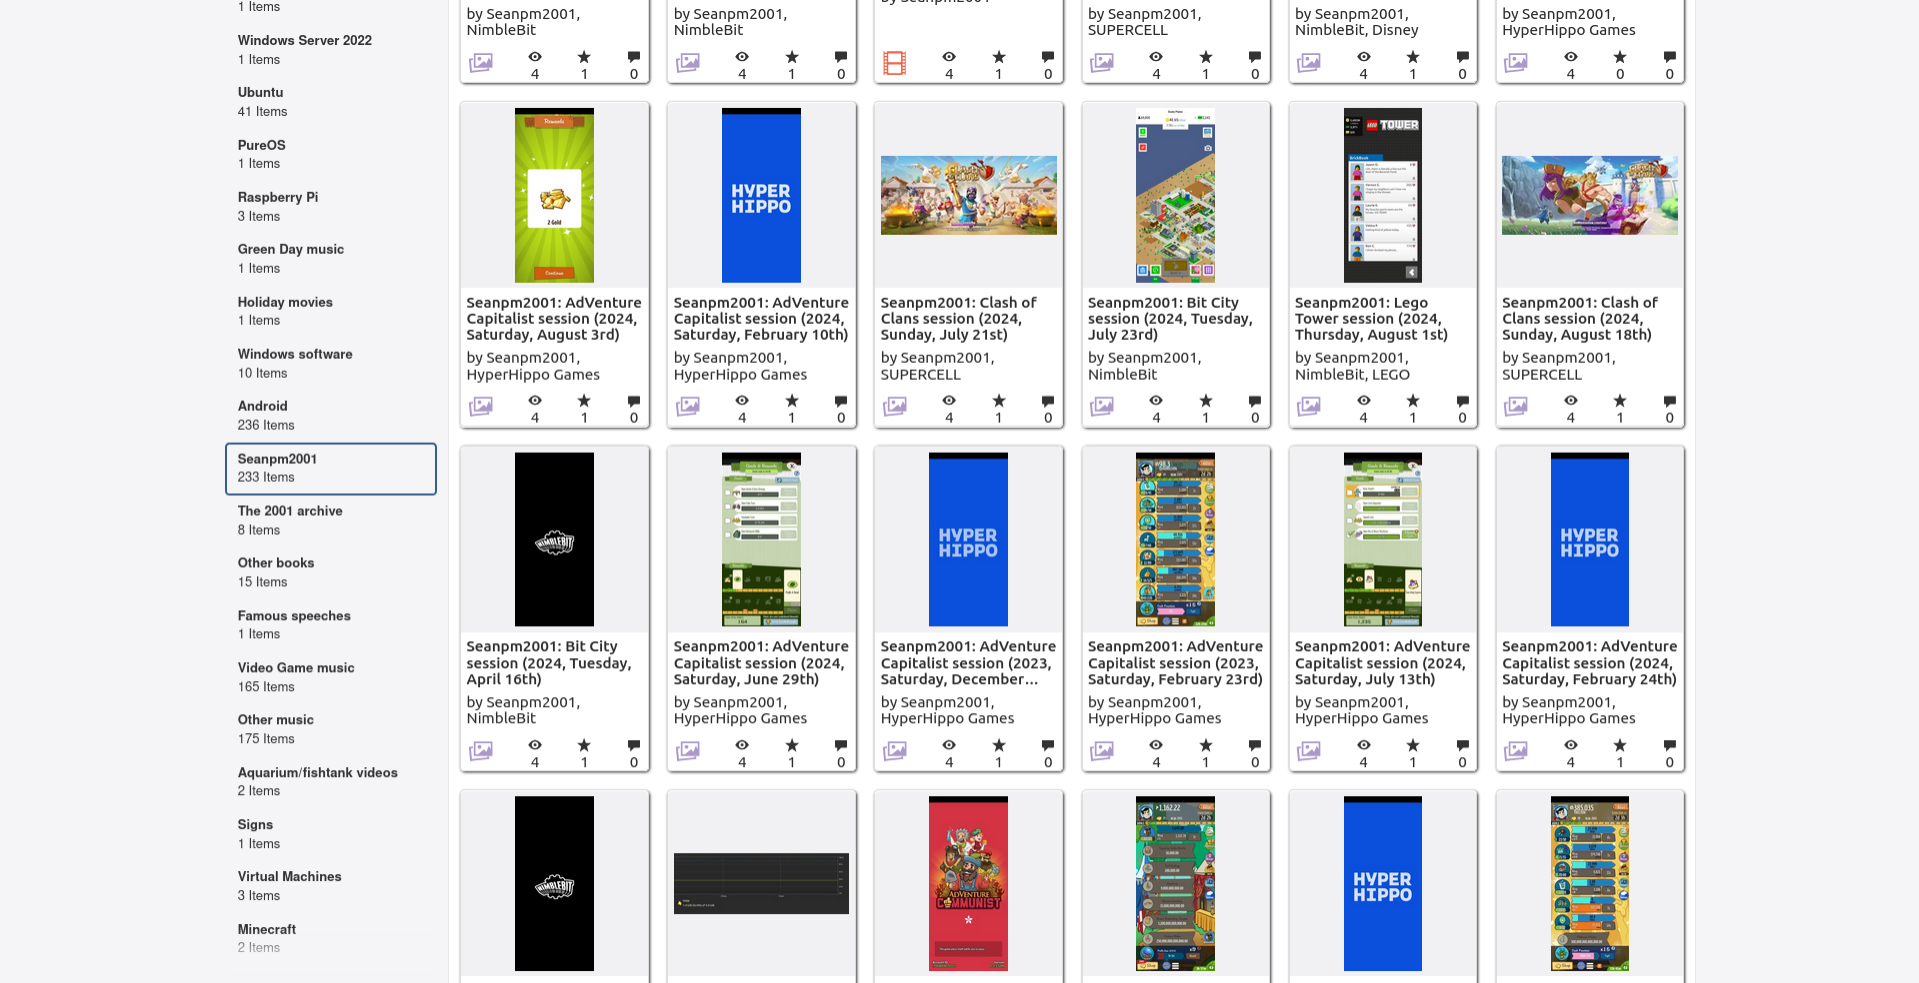 1 Items
Windows Server 2022
1 Items
Ubuntu
41 Items
PureOS
1 Items
Raspberry Pi
3 Items
Green Day music
1 Items
Holiday movies
1 Items
Windows software
10 Items
Android
236 Items
Seanpm2001
233 Items
The 2001 archive
8 Items
Other books
15 Items
Famous speeches
1 Items
Video Game music
165 Items
Other music
175 Items
Aquarium/fishtank videos
2 Items
Signs
1 Items
Virtual Machines
3 Items
Minecraft
2 Items
by Seanpm2001,
NimbleBit
4 1 0
by Seanpm2001,
NimbleBit
4 1 0
by Seanpm2001
4 1 0
by Seanpm2001,
SUPERCELL
4 1 0
by Seanpm2001,
NimbleBit, Disney
4 1 0
by Seanpm2001,
HyperHippo Games
4 0 0
Rewards
2 Gold
Continue
Seanpm2001: AdVenture
Capitalist session (2024,
Saturday, August 3rd)
by Seanpm2001,
HyperHippo Games
4 1 0
HYPER
HIPPO
Seanpm2001: AdVenture
Capitalist session (2024,
Saturday, February 10th)
by Seanpm2001,
HyperHippo Games
4 1 0
Seanpm2001: Clash of
Clans session (2024,
Sunday, July 21st)
by Seanpm2001,
SUPERCELL
4 1 0
Seanpm2001: Bit City
session (2024, Tuesday,
July 23rd)
by Seanpm2001,
NimbleBit
4 1 0
LEGO TOWER
BrickBook
Seanpm2001: Lego
Tower session (2024,
Thursday, August 1st)
by Seanpm2001,
NimbleBit, LEGO
4 1 0
Seanpm2001: Clash of
Clans session (2024,
Sunday, August 18th)
by Seanpm2001,
SUPERCELL
4 1 0
NIMBLEBIT
Seanpm2001: Bit City
session (2024, Tuesday,
April 16th)
by Seanpm2001,
NimbleBit
4 1 0
Seanpm2001: AdVenture
Capitalist session (2024,
Saturday, June 29th)
by Seanpm2001,
HyperHippo Games
4 1 0
HYPER
HIPPO
Seanpm2001: AdVenture
Capitalist session (2023,
Saturday, December...
by Seanpm2001,
HyperHippo Games
4 1 0
Seanpm2001: AdVenture
Capitalist session (2023,
Saturday, February 23rd)
by Seanpm2001,
HyperHippo Games
4 1 0
Seanpm2001: AdVenture
Capitalist session (2024,
Saturday, July 13th)
by Seanpm2001,
HyperHippo Games
4 1 0
HYPER
HIPPO
Seanpm2001: AdVenture
Capitalist session (2024,
Saturday, February 24th)
by Seanpm2001,
HyperHippo Games
4 1 0
NIMBLEBIT
ADVENTURE
COMMUNIST
HYPER
HIPPO